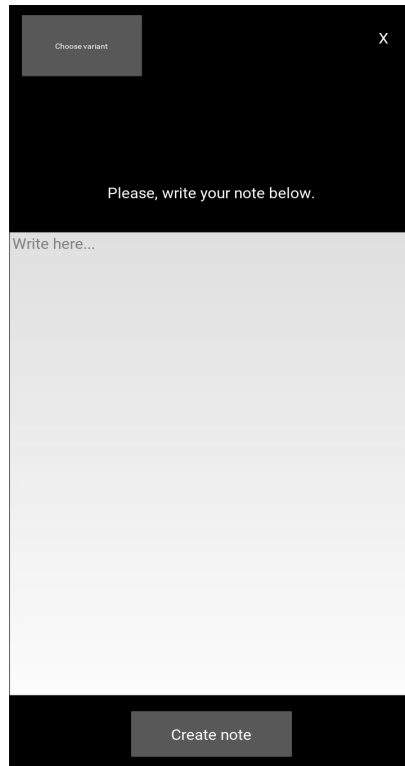 Choose variant
X
Please, write your note below.
Write here...
Create note